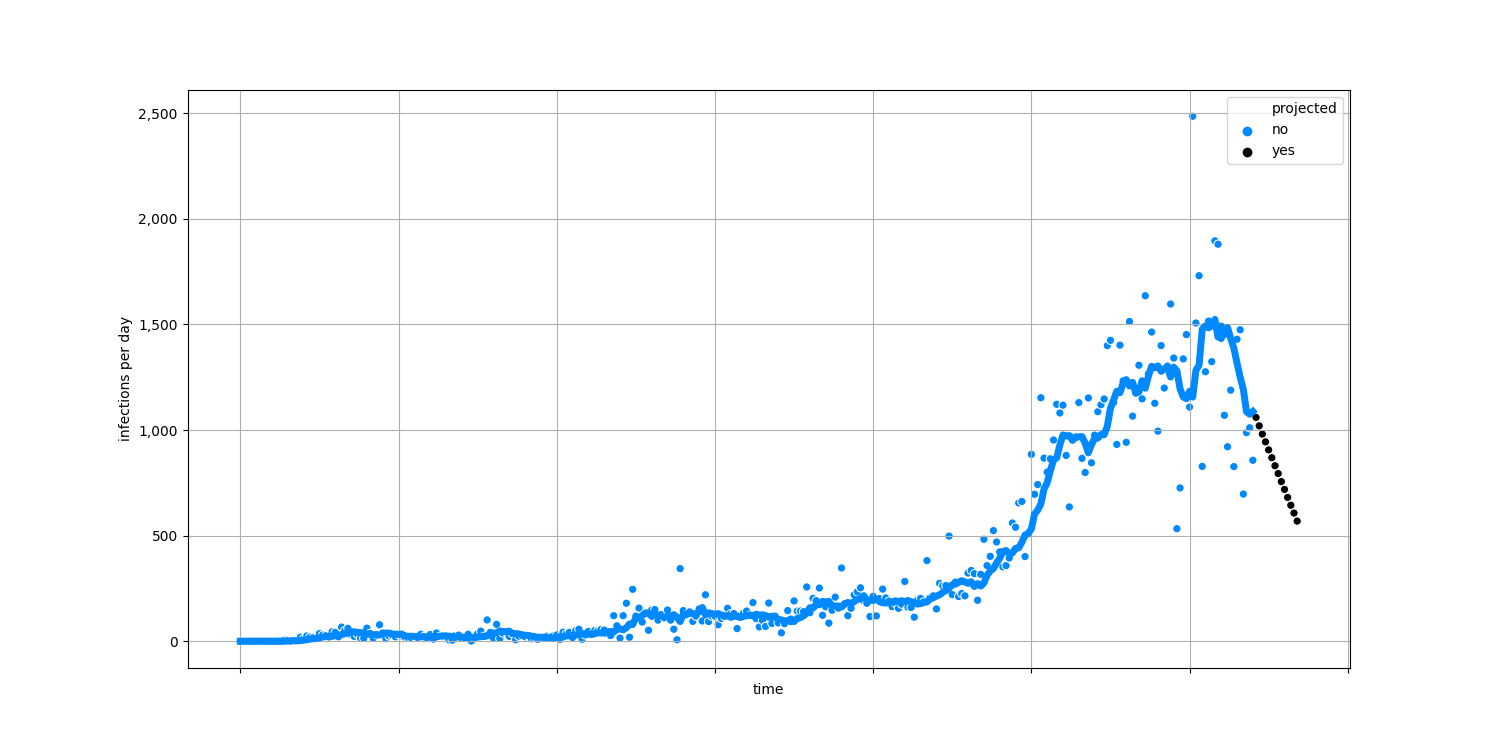 2,500
2,000
1,500
1,000
500
0
infections per day
time
projected
no
yes